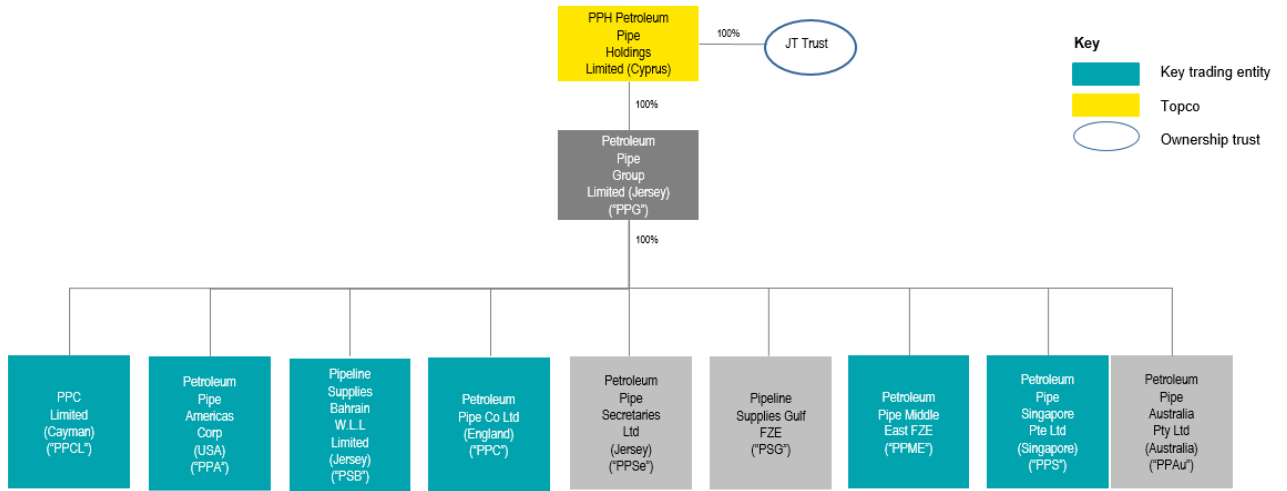 PPH Petroleum
Pipe
Holdings
Limited (Cyprus)
100%
JT Trust
Key
Key trading entity
Topco
Ownership trust
100%
Petroleum
Pipe
Group
Limited (Jersey)
("PPG")
100%
PPC
Limited
(Cayman)
("PPCL")
Petroleum
Pipe
Americas
Corp
(USA)
("PPA")
Pipeline
Supplies
Bahrain
W.L.L
Limited
(Jersey)
("PSB")
Petroleum
Pipe Co Ltd
(England)
("PPC")
Petroleum
Pipe
Secretaries
Ltd
(Jersey)
("PPSe")
Pipeline
Supplies Gulf
FZE
("PSG")
Petroleum
Pipe Middle
East FZE
("PPME")
Petroleum
Pipe
Singapore
Pte Ltd
(Singapore)
("PPS")
Petroleum
Pipe
Australia
Pty Ltd
(Australia)
("PPAu")